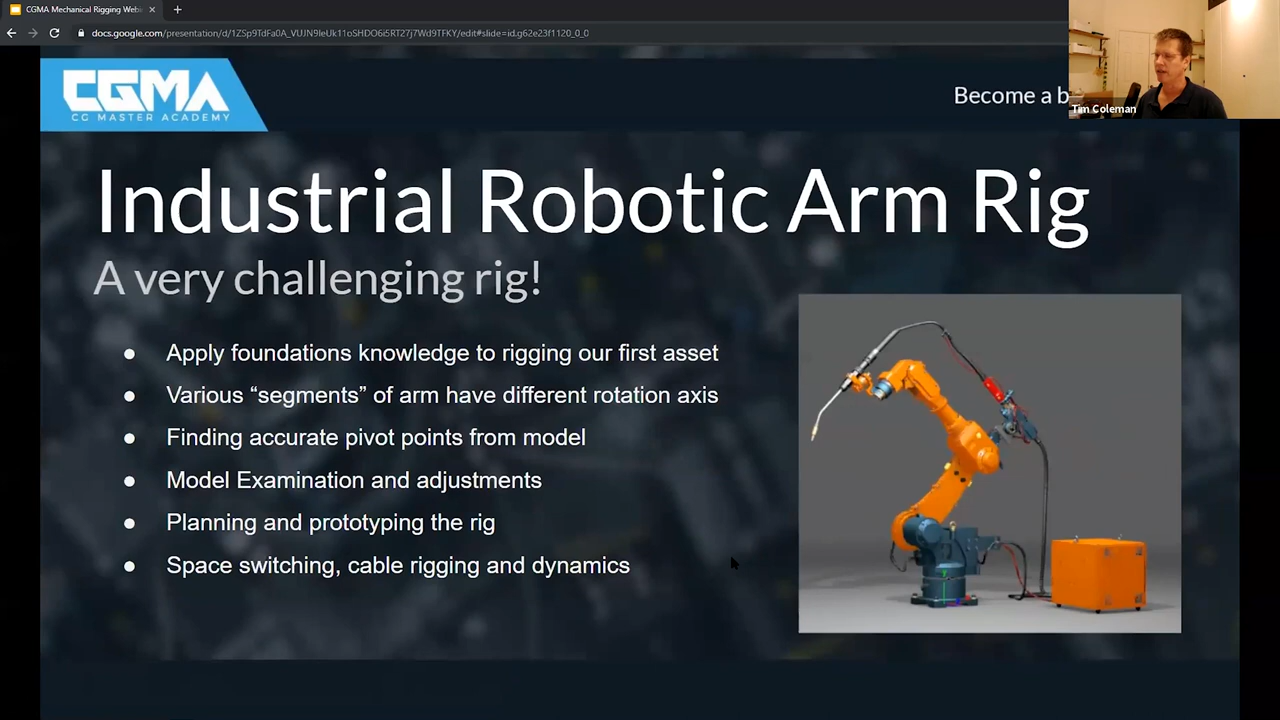 CGMA Mechanical Rigging Webi
docs.google.com/presentation/d/1ZSp9TdFa0A_VUJN9leUk11oSHDO6i5RT27j7Wd9TFKY/edit#slide=id.g62e23f1120_0_0
CGMA
CG MASTER ACADEMY
Become a b
Tim Coleman
Industrial Robotic Arm Rig
A very challenging rig!
● Apply foundations knowledge to rigging our first asset
● Various “segments” of arm have different rotation axis
● Finding accurate pivot points from model
● Model Examination and adjustments
● Planning and prototyping the rig
● Space switching, cable rigging and dynamics